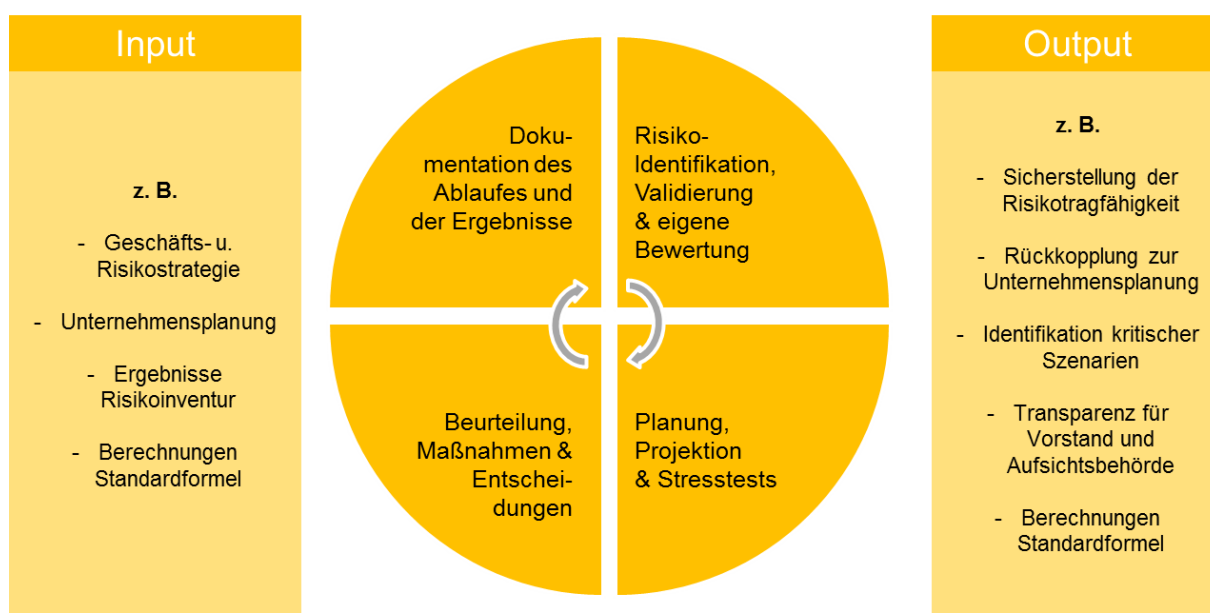 Input
z. B.
- Geschäfts- u.
Risikostrategie
- Unternehmensplanung
- Ergebnisse
Risikoinventur
- Berechnungen
Standardformel
Doku-
mentation des
Ablaufes und
der Ergebnisse
Risiko-
Identifikation,
Validierung
& eigene
Bewertung
Beurteilung,
Maßnahmen &
Entschei-
dungen
Planung,
Projektion
& Stresstests
Output
z. B.
- Sicherstellung der
Risikotragfähigkeit
- Rückkopplung zur
Unternehmensplanung
- Identifikation kritischer
Szenarien
- Transparenz für
Vorstand und
Aufsichtsbehörde
- Berechnungen
Standardformel